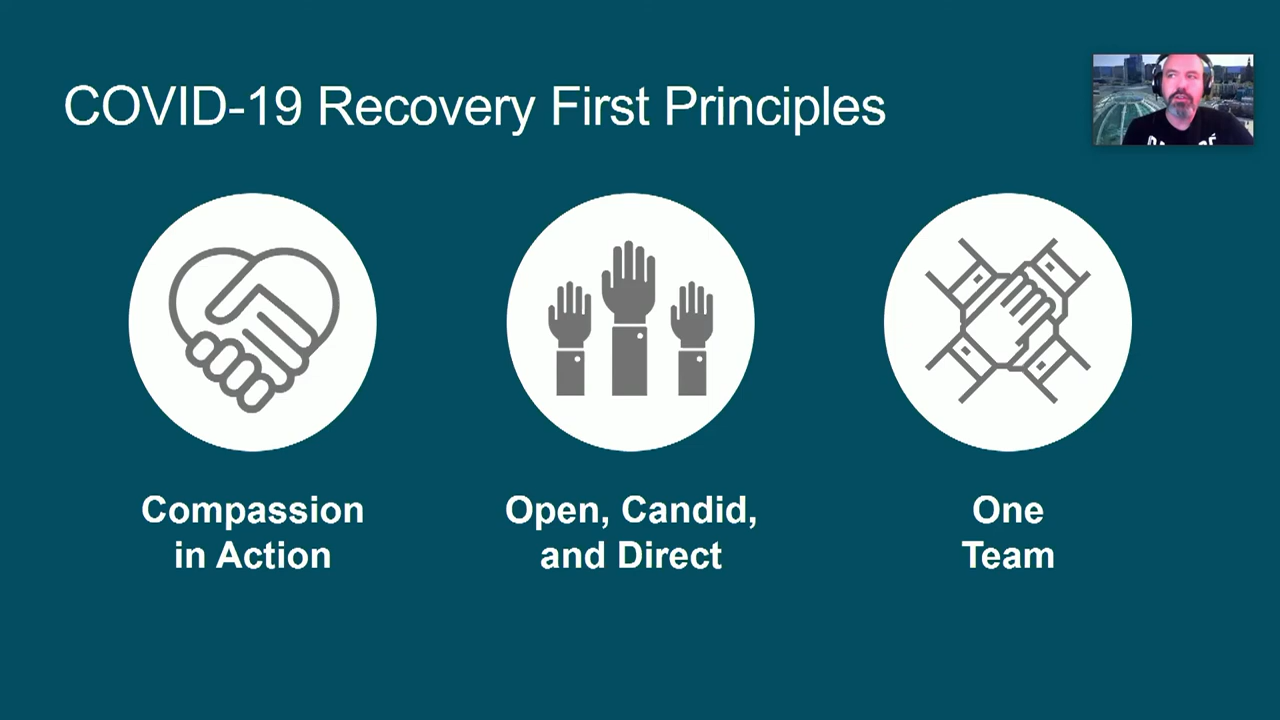 COVID-19 Recovery First Principles
Compassion
in Action
Open, Candid,
and Direct
One
Team